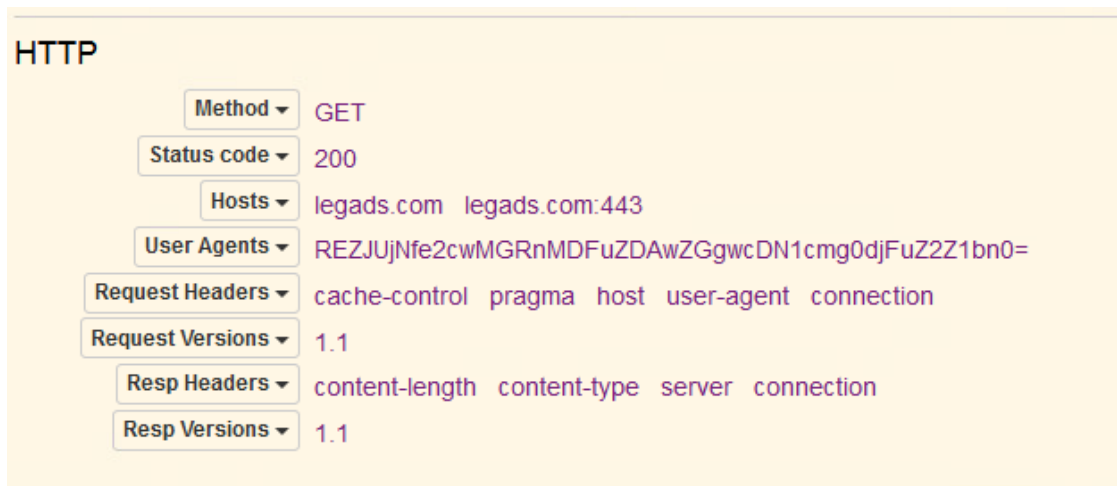 HTTP
Method GET
Status code 200
Hosts legads.com legads.com:443
User Agents REZJUjNfe2cwMGRnMDFuZDAwZGgwcDN1cmg0djFuZ2Z1bn0=
Request Headers cache-control pragma host user-agent connection
Request Versions 1.1
Resp Headers content-length content-type server connection
Resp Versions 1.1